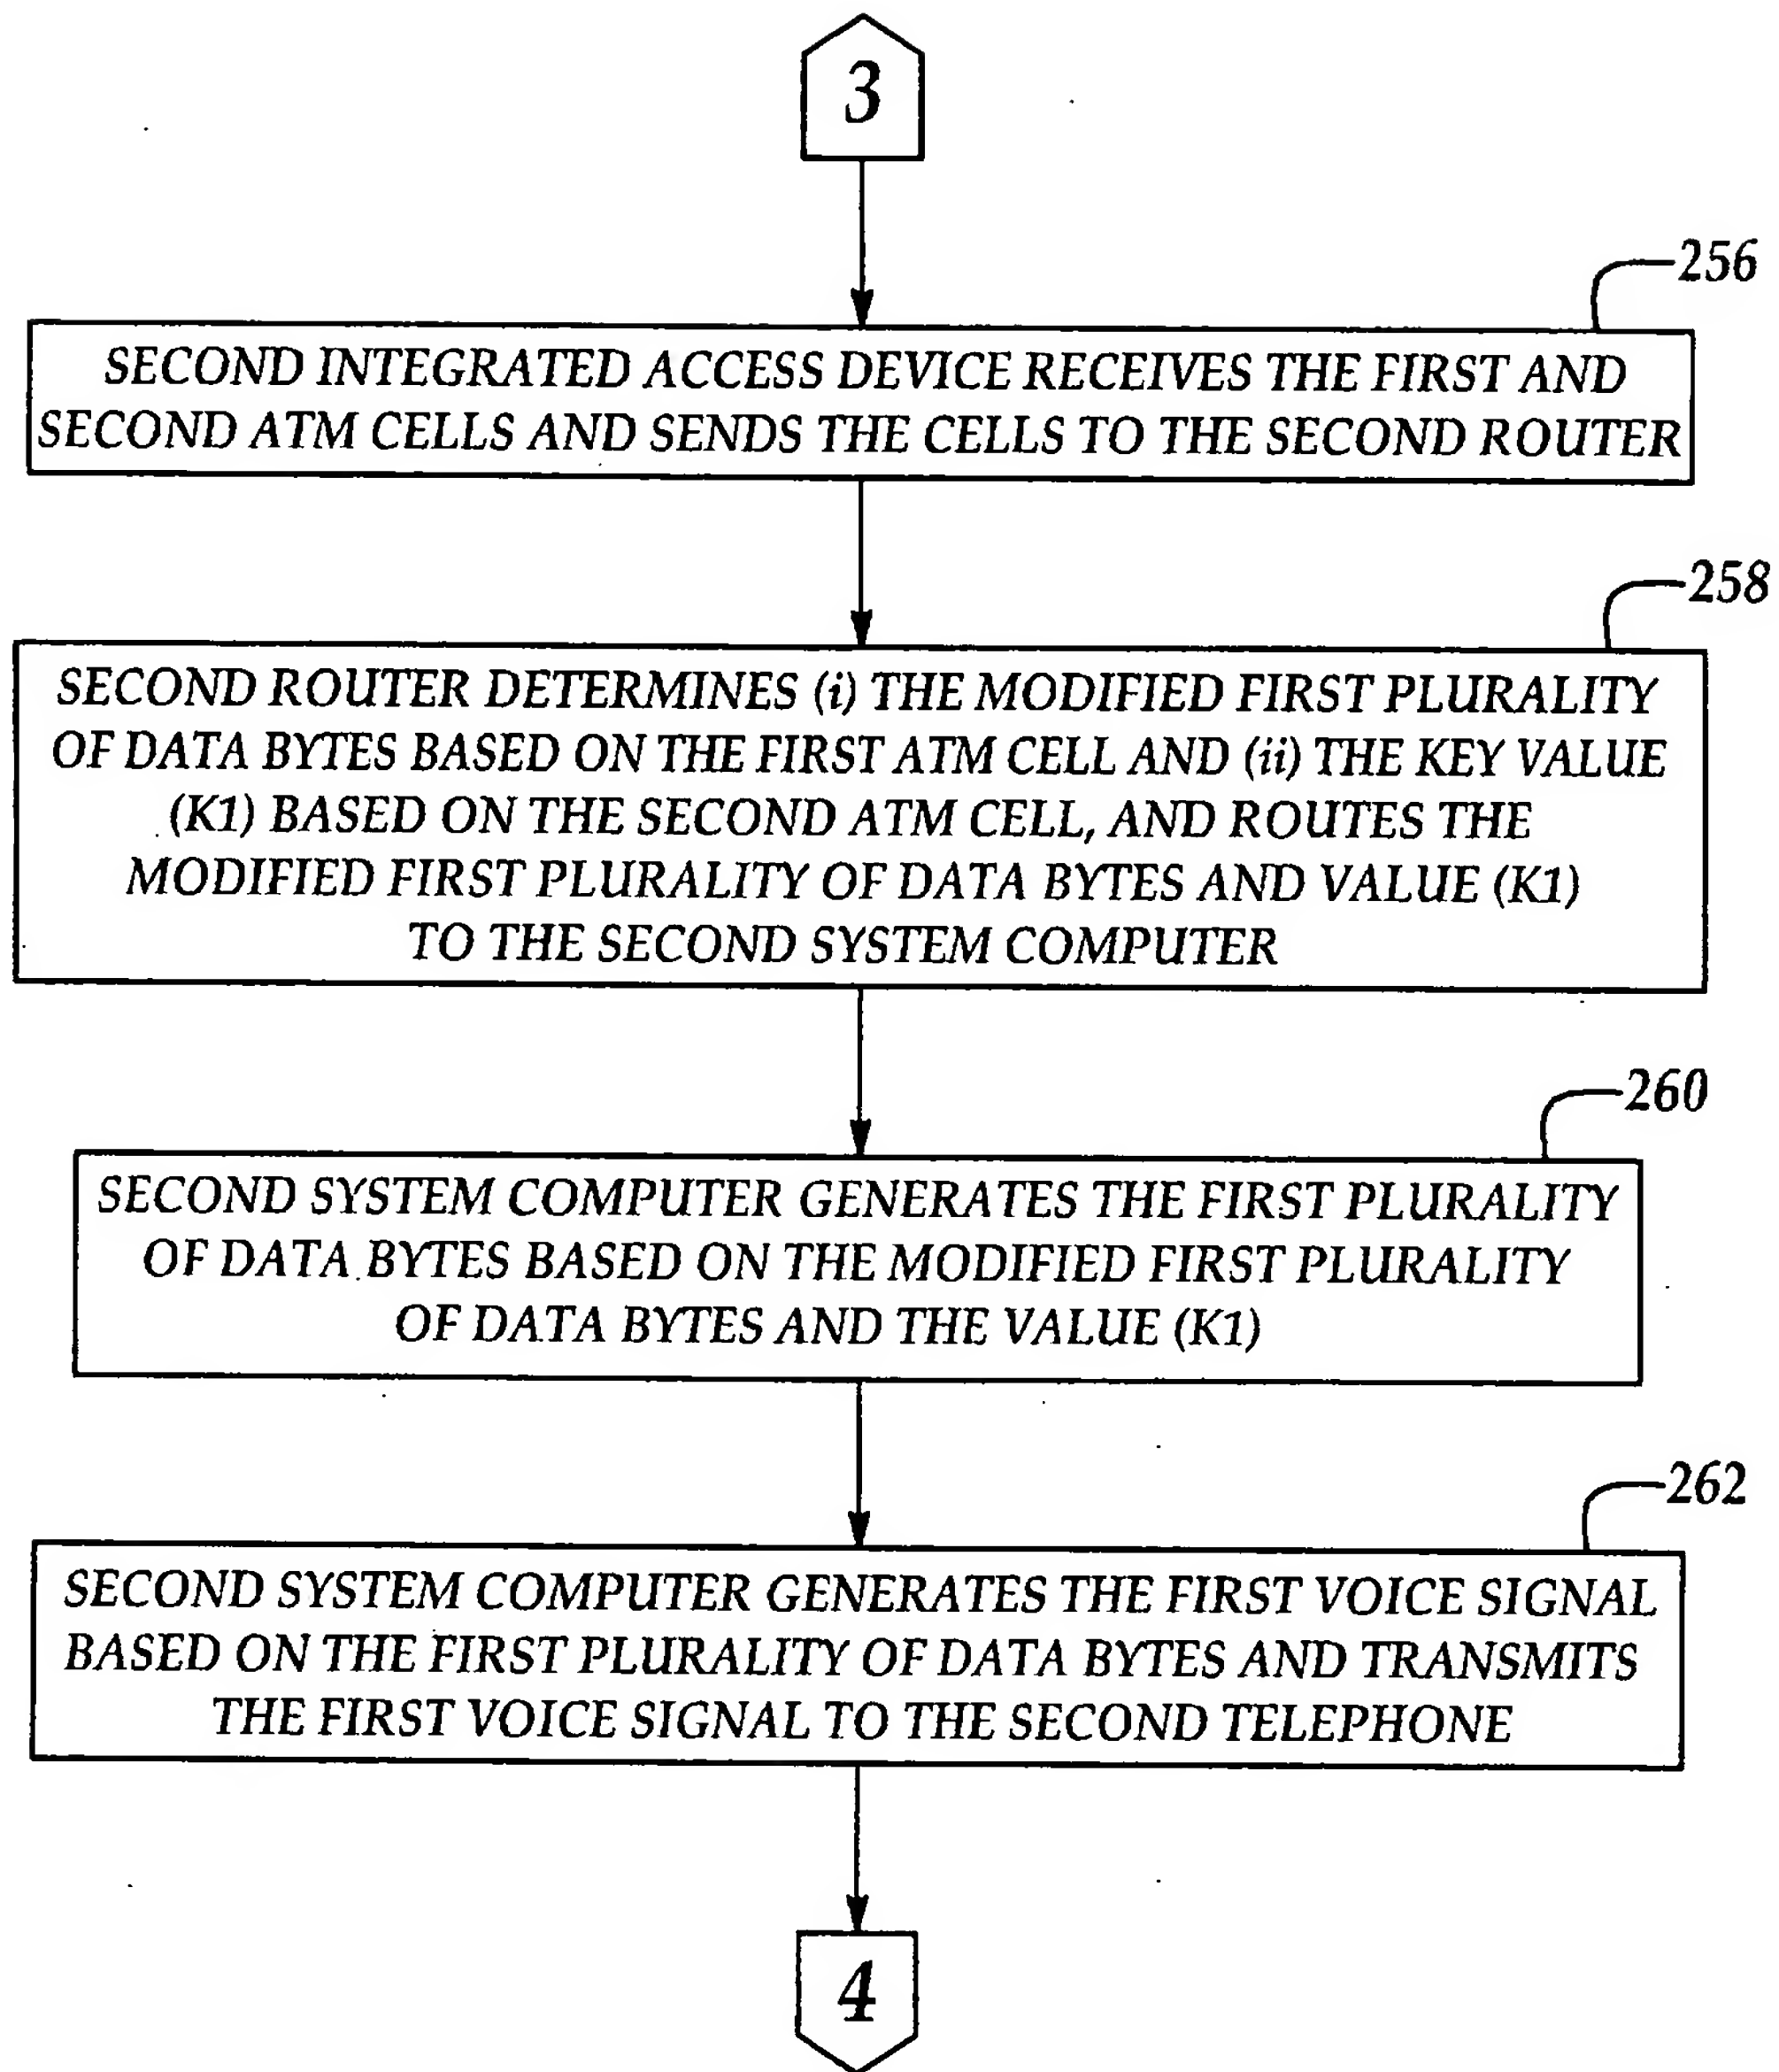 3
256
SECOND INTEGRATED ACCESS DEVICE RECEIVES THE FIRST AND
SECOND ATM CELLS AND SENDS THE CELLS TO THE SECOND ROUTER
258
SECOND ROUTER DETERMINES (i) THE MODIFIED FIRST PLURALITY
OF DATA BYTES BASED ON THE FIRST ATM CELL AND (ii) THE KEY VALUE
(K1) BASED ON THE SECOND ATM CELL, AND ROUTES THE
MODIFIED FIRST PLURALITY OF DATA BYTES AND VALUE (K1)
TO THE SECOND SYSTEM COMPUTER
260
SECOND SYSTEM COMPUTER GENERATES THE FIRST PLURALITY
OF DATA BYTES BASED ON THE MODIFIED FIRST PLURALITY
OF DATA BYTES AND THE VALUE (K1)
262
SECOND SYSTEM COMPUTER GENERATES THE FIRST VOICE SIGNAL
BASED ON THE FIRST PLURALITY OF DATA BYTES AND TRANSMITS
THE FIRST VOICE SIGNAL TO THE SECOND TELEPHONE
4